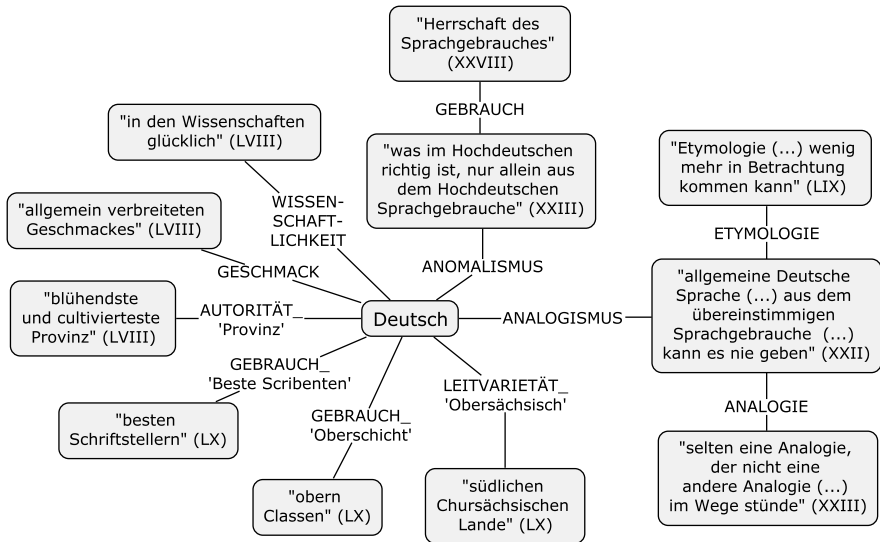 "Herrschaft des
Sprachgebrauches"
(XXVIII)
GEBRAUCH
"in den Wissenschaften
glücklich" (LVIII)
"was im Hochdeutschen
richtig ist, nur allein aus
dem Hochdeutschen
Sprachgebrauche" (XXIII)
"Etymologie (...) wenig
mehr in Betrachtung
kommen kann" (LIX)
WISSEN-
SCHAFT-
LICHKEIT
"allgemein verbreiteten
Geschmackes" (LVIII)
ETYMOLOGIE
GESCHMACK
ANOMALISMUS
"allgemeine Deutsche
Sprache (...) aus dem
übereinstimmigen
Sprachgebrauche (...)
kann es nie geben" (XXII)
"blühendste
und cultivierteste
Provinz" (LVIII)
AUTORITÄT_
'Provinz'
Deutsch
ANALOGISMUS
GEBRAUCH_
'Beste Scribenten'
LEITVARIETÄT_
'Obersächsisch'
ANALOGIE
"besten
Schriftstellern" (LX)
GEBRAUCH_
'Oberschicht'
"selten eine Analogie,
der nicht eine
andere Analogie (...)
im Wege stünde" (XXIII)
"obern
Classen" (LX)
"südlichen
Chursächsischen
Lande" (LX)